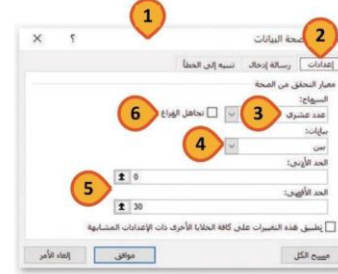 1
2
صحة البيانات
؟ ×
إعدادات
رسالة إدخال
تنبيه إلى الخطأ
معيار التحقق من الصحة
السماح:
3
عدد عشري
6
تجاهل الفراغ
بيانات:
4
بين
الحد الأدنى:
5
0
الحد الأقصى:
30
تطبيق هذه التغييرات على كافة الخلايا الأخرى ذات الإعدادات المشابهة
مسح الكل
موافق
إلغاء الأمر